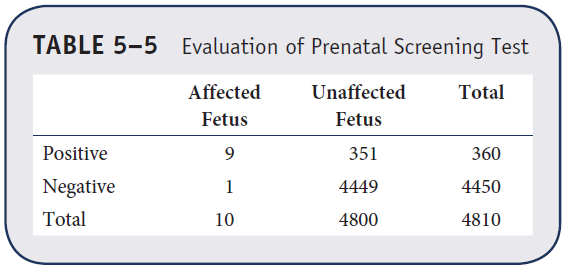 TABLE 5–5 Evaluation of Prenatal Screening Test
Affected Fetus Unaffected Fetus Total
Positive 9 351 360
Negative 1 4449 4450
Total 10 4800 4810